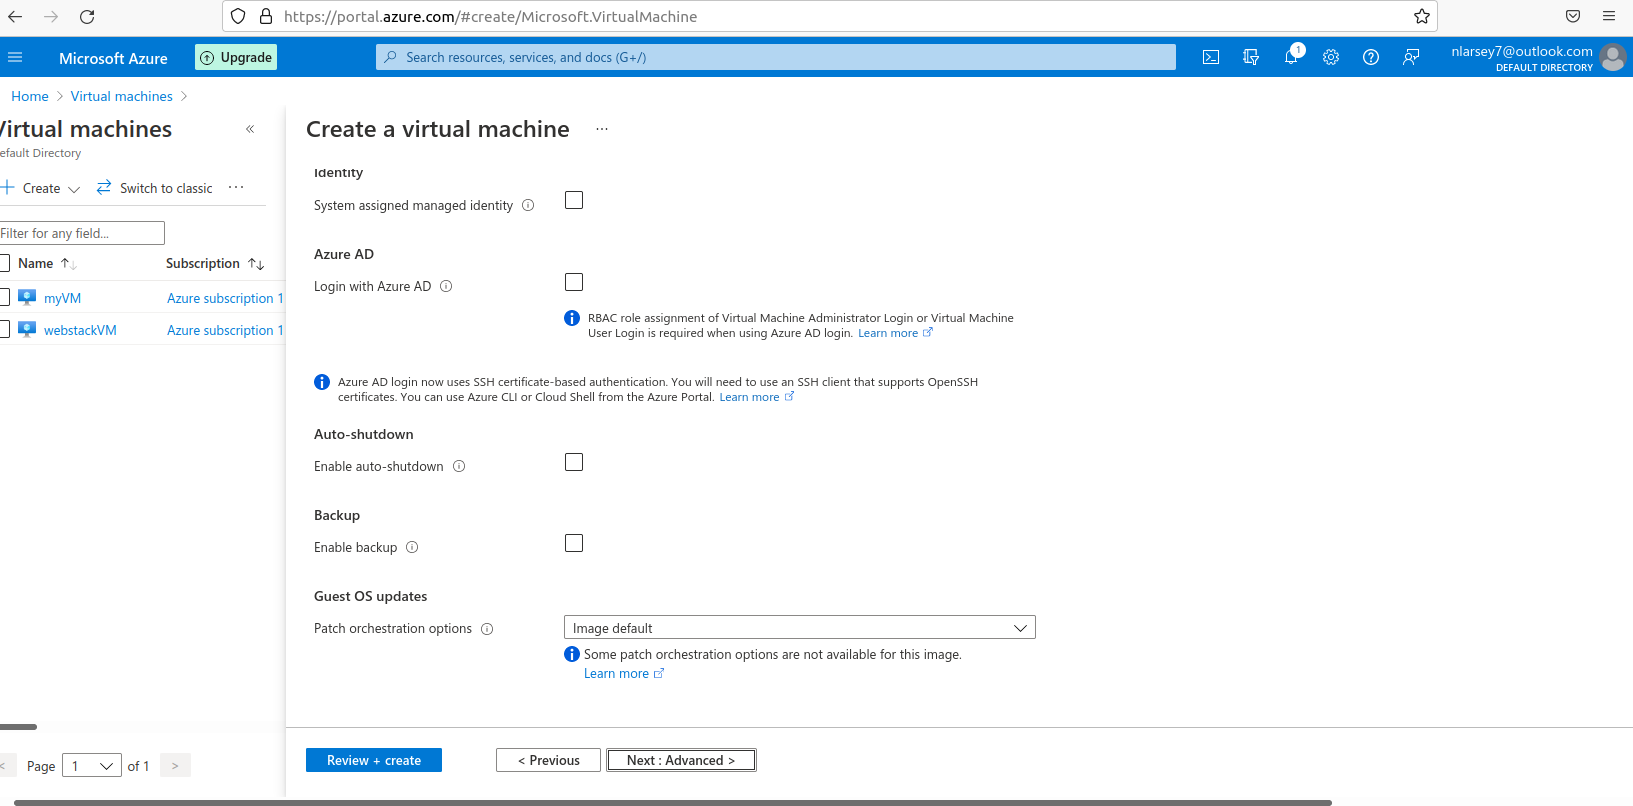 https://portal.azure.com/#create/Microsoft.VirtualMachine
Microsoft Azure
Upgrade
Search resources, services, and docs (G+/)
1
nlarsey7@outlook.com
DEFAULT DIRECTORY
Home > Virtual machines >
Virtual machines
«
efault Directory
+ Create
Switch to classic
...
Filter for any field...
Name ↑↓
Subscription ↑↓
myVM
Azure subscription 1
webstackVM
Azure subscription 1
< Page 1 of 1 >
Create a virtual machine ...
Identity
System assigned managed identity
Azure AD
Login with Azure AD
RBAC role assignment of Virtual Machine Administrator Login or Virtual Machine
User Login is required when using Azure AD login. Learn more
Azure AD login now uses SSH certificate-based authentication. You will need to use an SSH client that supports OpenSSH
certificates. You can use Azure CLI or Cloud Shell from the Azure Portal. Learn more
Auto-shutdown
Enable auto-shutdown
Backup
Enable backup
Guest OS updates
Patch orchestration options
Image default
Some patch orchestration options are not available for this image.
Learn more
Review + create
< Previous
Next : Advanced >